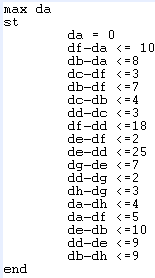 max da
st
da = 0
df-da <= 10
db-da <=8
dc-df <=3
db-df <=7
dc-db <=4
dd-dc <=3
df-dd <=18
de-df <=2
de-dd <=25
dg-de <=7
dd-dg <=2
dh-dg <=3
da-dh <=4
da-df <=5
de-db <=10
dd-de <=9
db-dh <=9
end